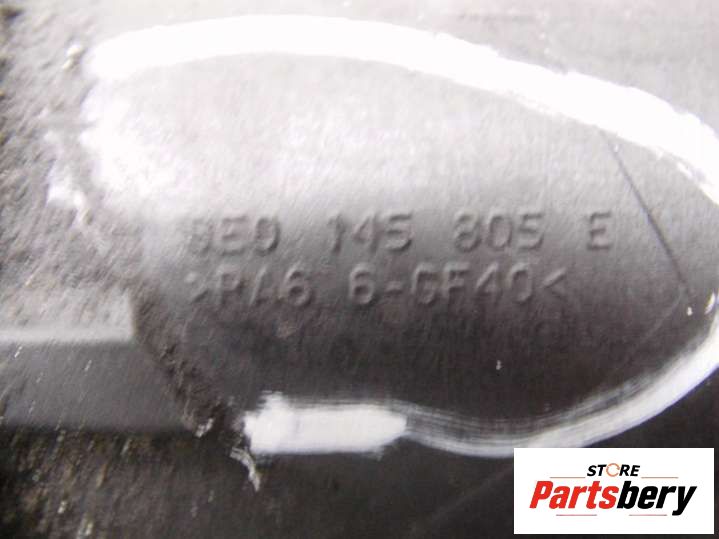 8E0 145 805 E
>PA6 6-GF40<
STORE
Partsbery